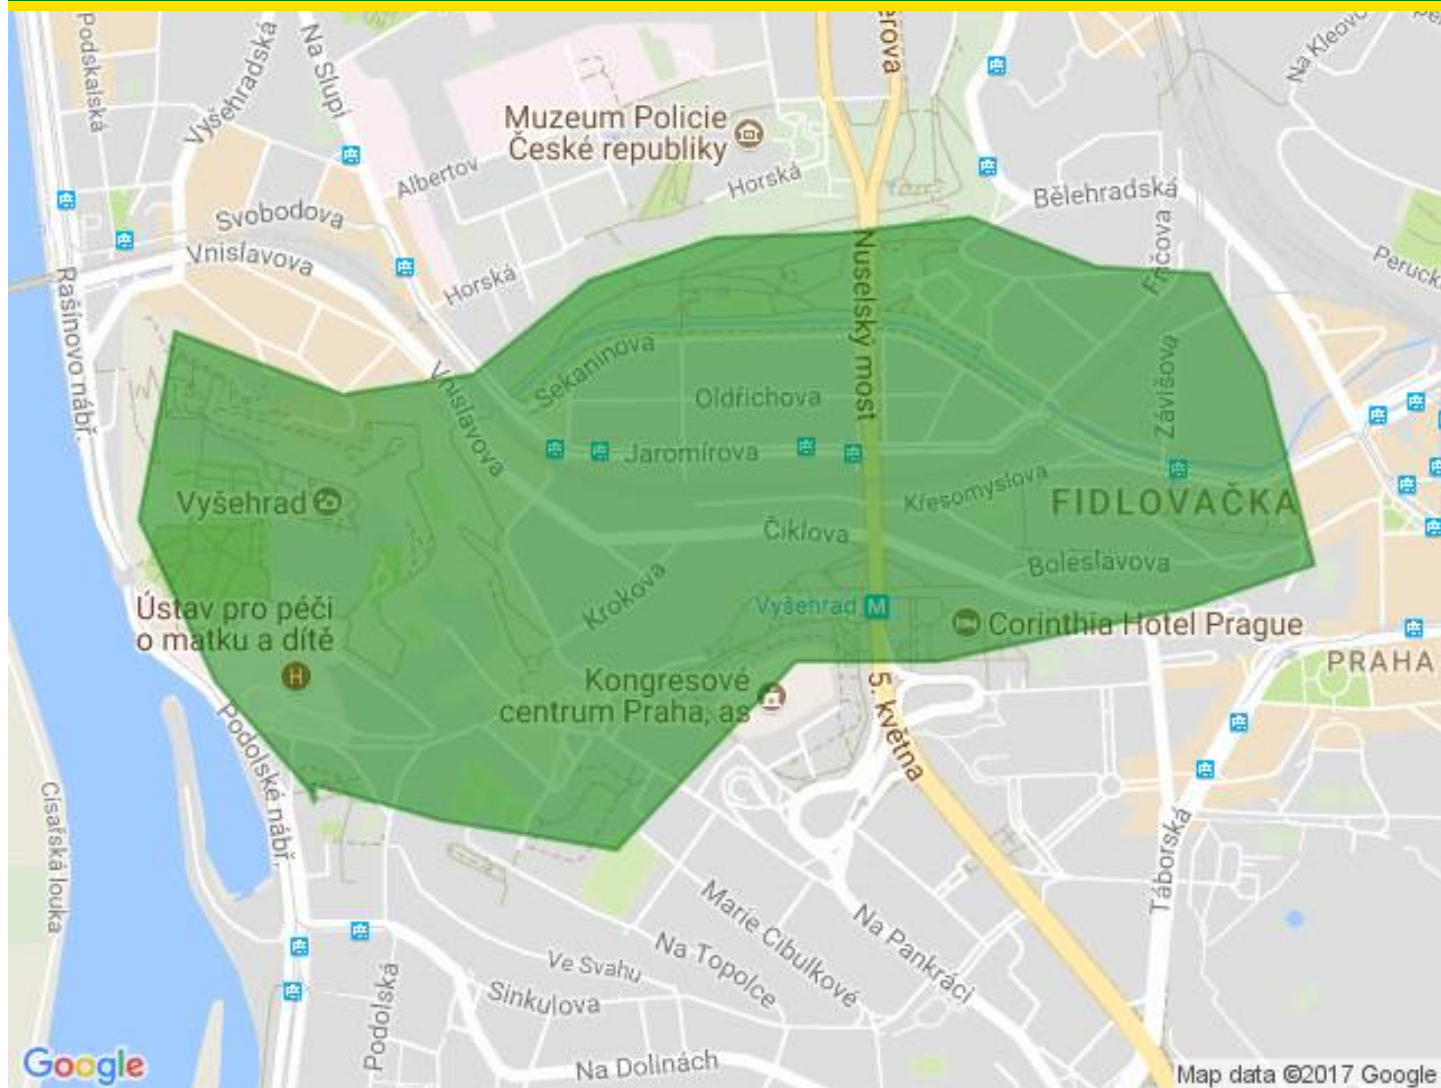 Podskalská
Vyšehradská
Na Slupi
Na Kleovc
Muzeum Policie
České republiky
Albertov
Horská
Bělehradská
Svobodova
Vnislavova
Fričova
Perucká
Rašínovo nábř.
Horská
Nuselský most
Sekaninova
Závišova
Vnislavova
Oldřichova
Jaromírova
Vyšehrad
Křesomyslova
FIDLOVAČKA
Čiklova
Boleslavova
Krokova
Ústav pro péči
o matku a dítě
Vyšehrad M
Corinthia Hotel Prague
H
Kongresové
centrum Praha, as
PRAHA
Podolské nábř.
5. května
Císařská louka
Táborská
Marie Cibulkové
Na Pankráci
Na Topolce
Ve Svahu
Sinkulova
Podolská
Na Dolinách
Google
Map data ©2017 Google